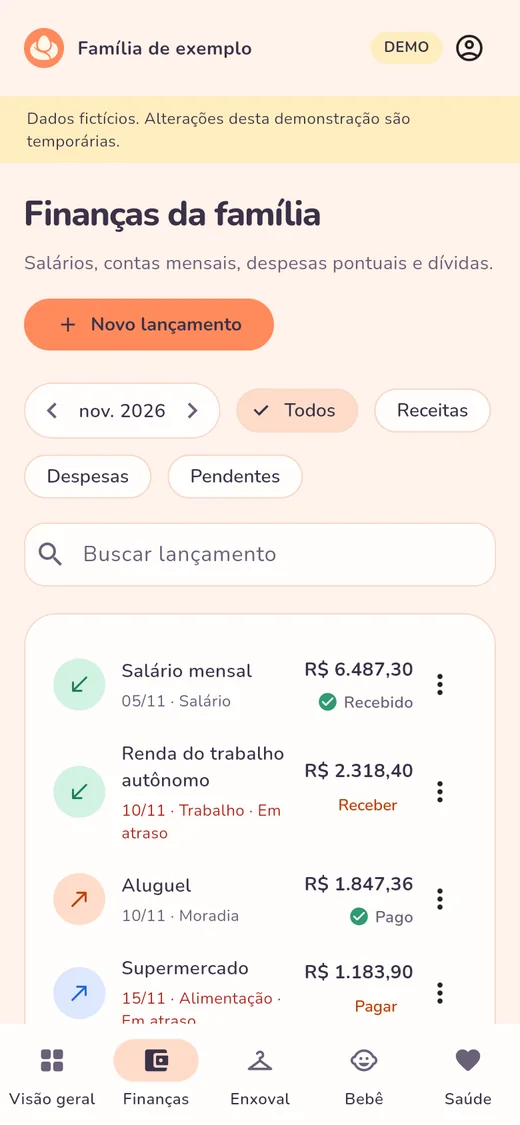 Família de exemplo
DEMO
Dados fictícios. Alterações desta demonstração são
temporárias.
Finanças da família
Salários, contas mensais, despesas pontuais e dívidas.
+ Novo lançamento
nov. 2026
Todos
Receitas
Despesas
Pendentes
Buscar lançamento
Salário mensal
R$ 6.487,30
05/11 · Salário
Recebido
Renda do trabalho
autônomo
R$ 2.318,40
10/11 · Trabalho · Em
atraso
Receber
Aluguel
R$ 1.847,36
10/11 · Moradia
Pago
Supermercado
R$ 1.183,90
15/11 · Alimentação ·
Em atraso
Pagar
Visão geral
Finanças
Enxoval
Bebê
Saúde